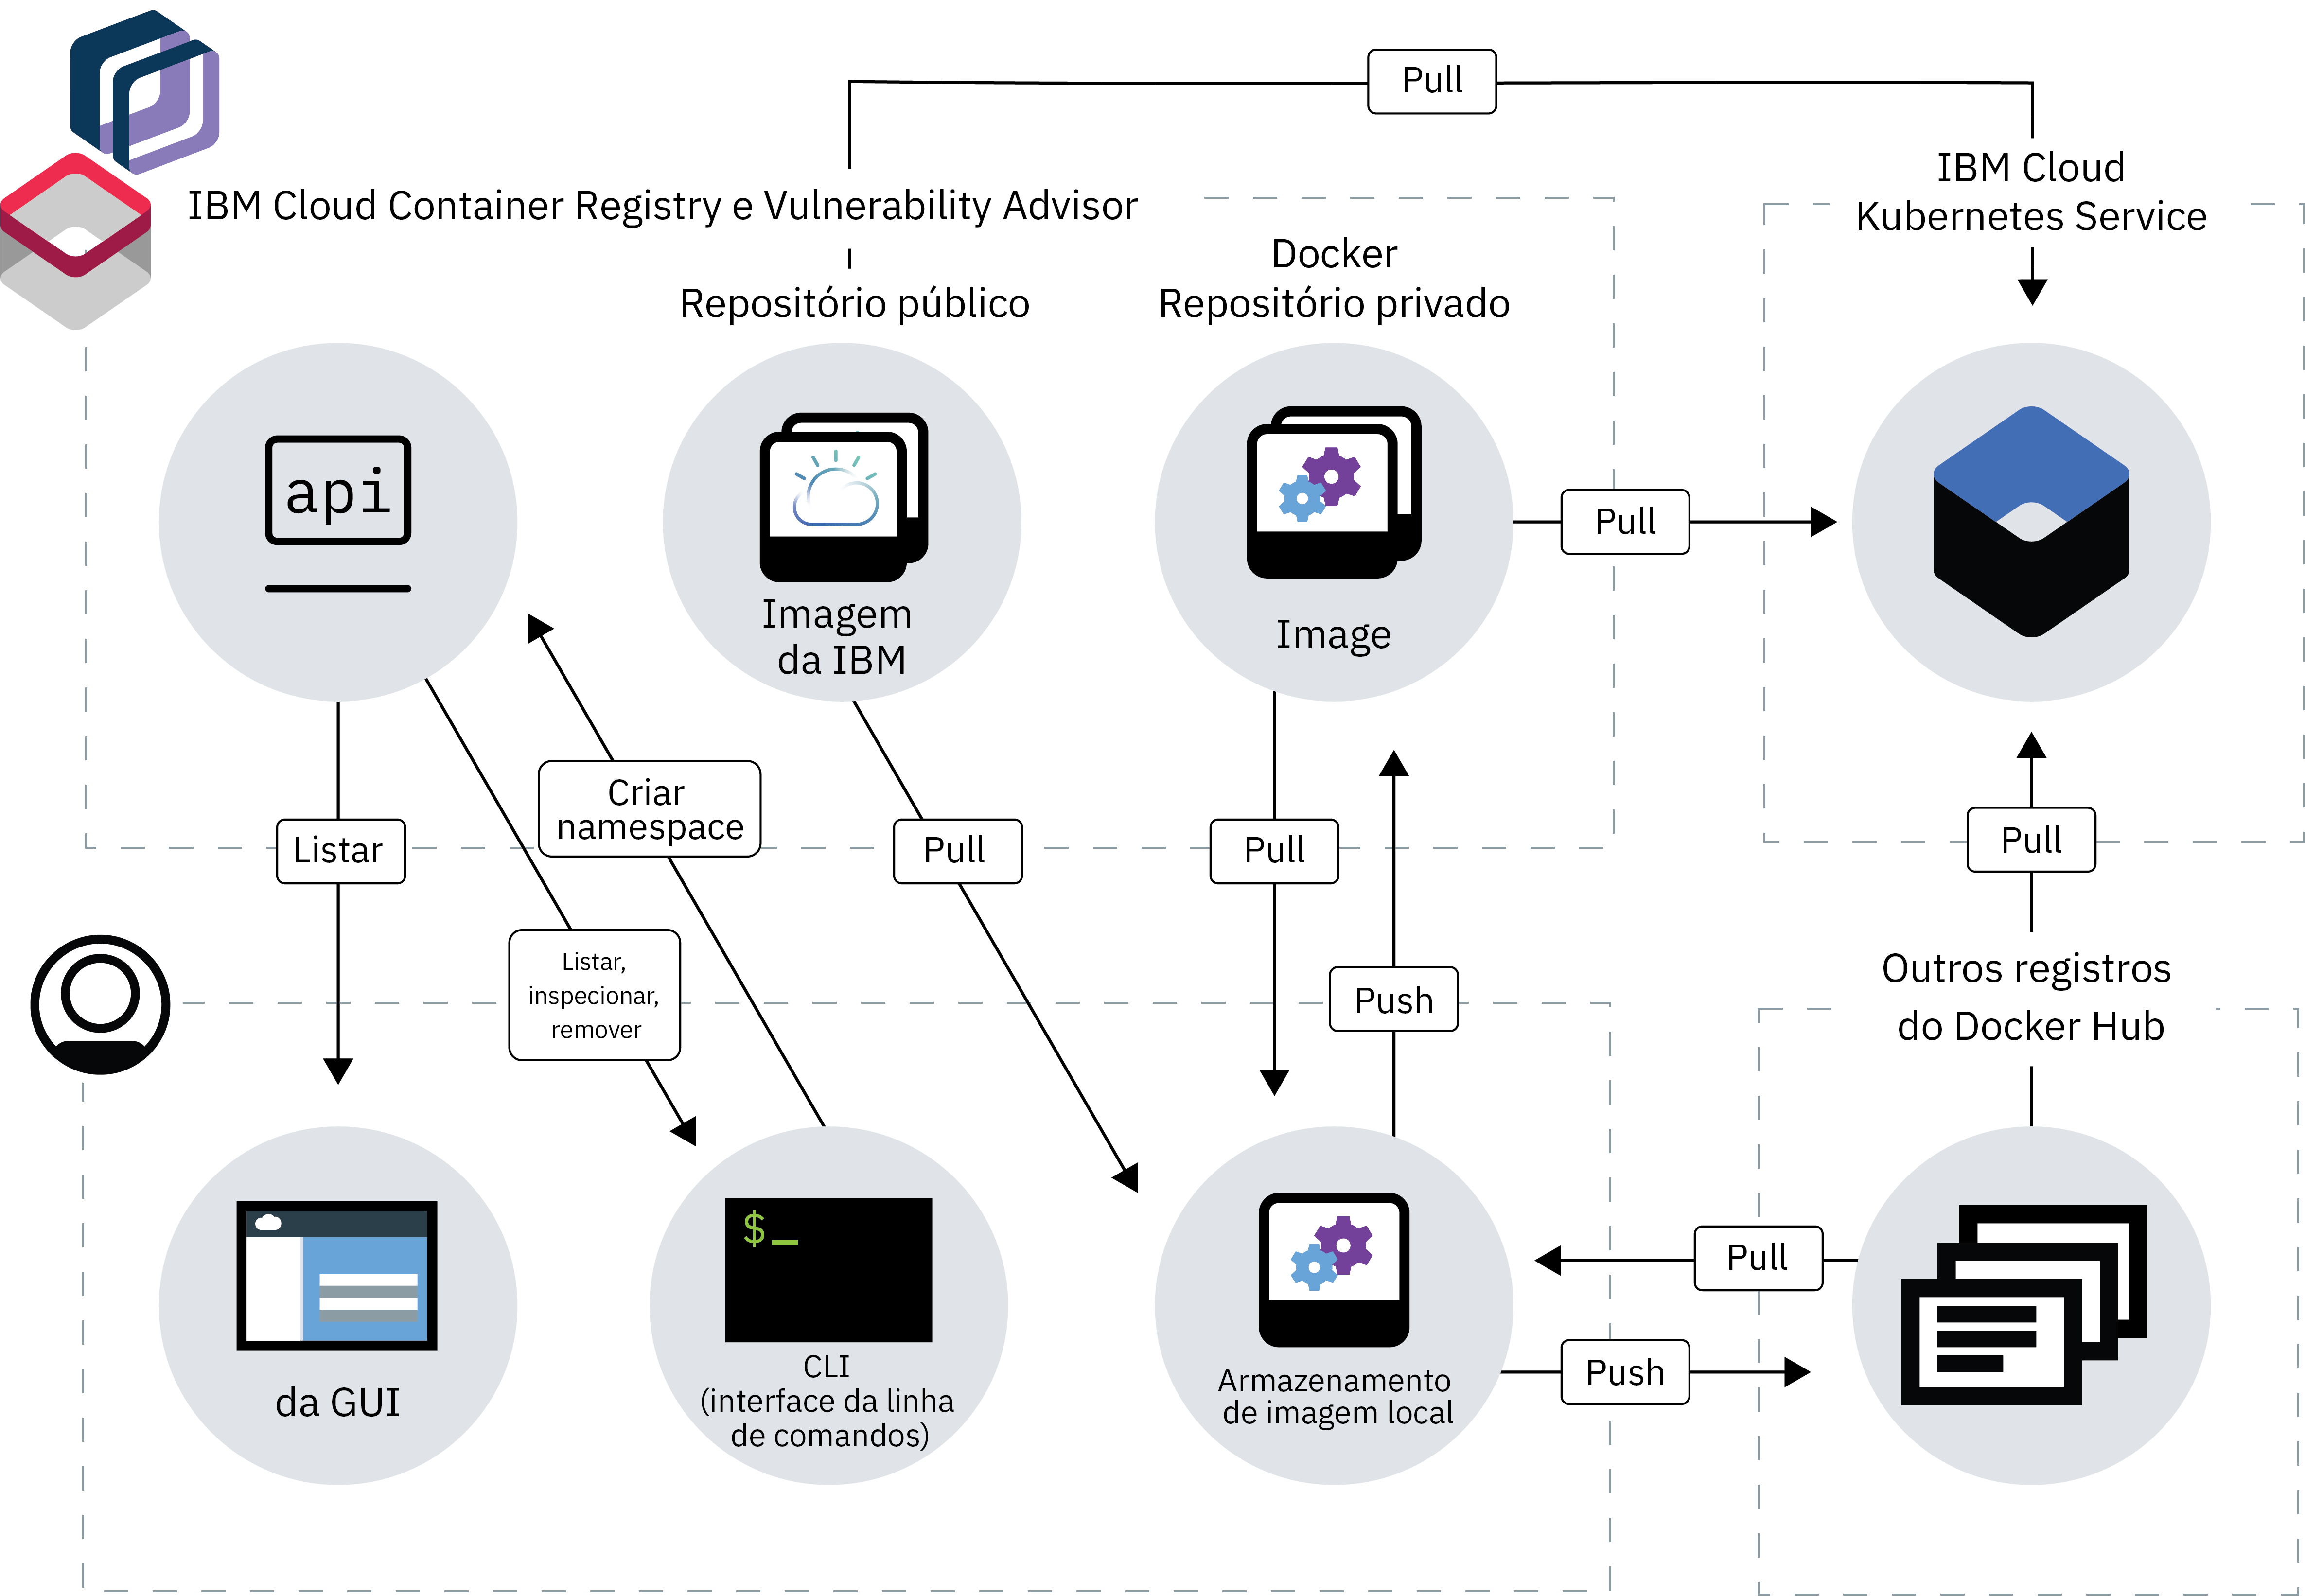 Pull
IBM Cloud
Kubernetes Service
IBM Cloud Container Registry e Vulnerability Advisor
Docker
Repositório público
Repositório privado
api
Imagem
da IBM
Image
Pull
Criar
namespace
Listar
Pull
Pull
Pull
Listar,
inspecionar,
remover
Push
Outros registros
do Docker Hub
$_
Pull
Push
da GUI
CLI
(interface da linha
de comandos)
Armazenamento
de imagem local